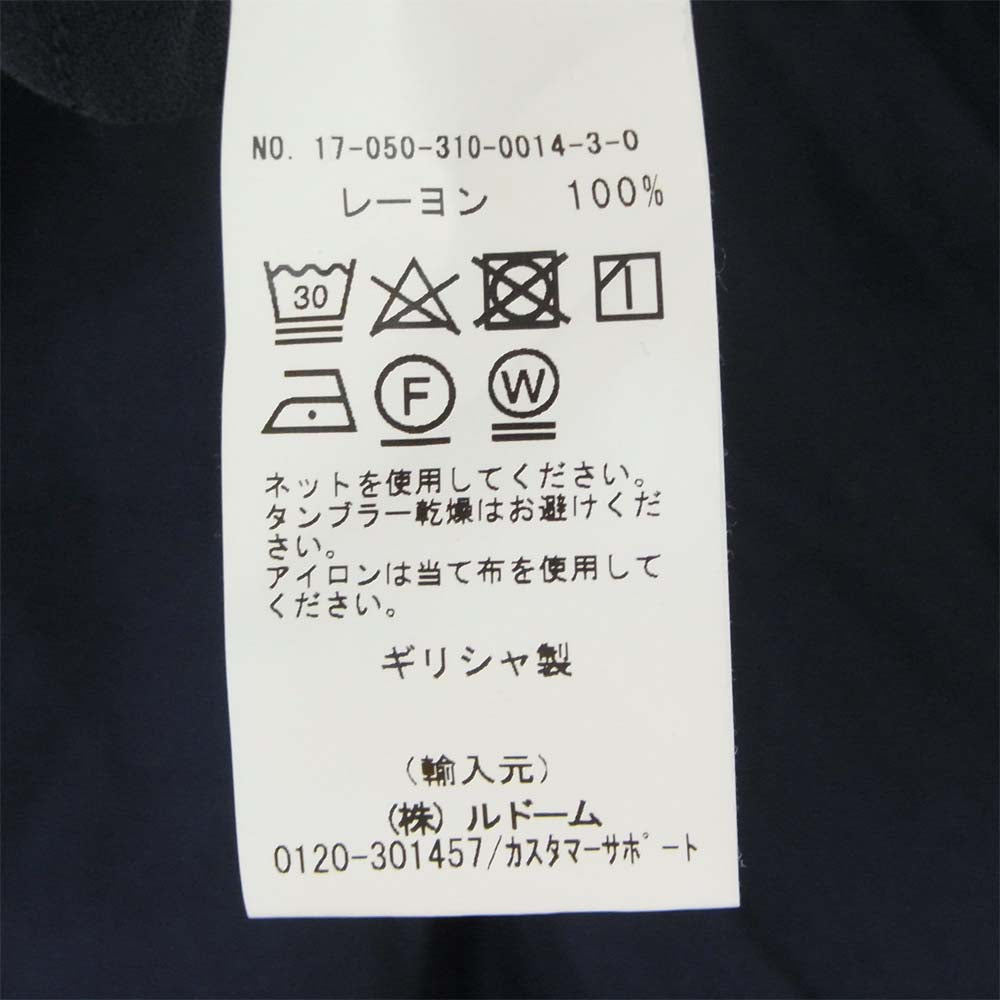 NO. 17-050-310-0014-3-0
レーヨン 100%
30
F W
ネットを使用してください。
タンブラー乾燥はお避けくだ
さい。
アイロンは当て布を使用して
ください。
ギリシャ製
(輸入元)
(株) ルドーム
0120-301457/カスタマーサポート